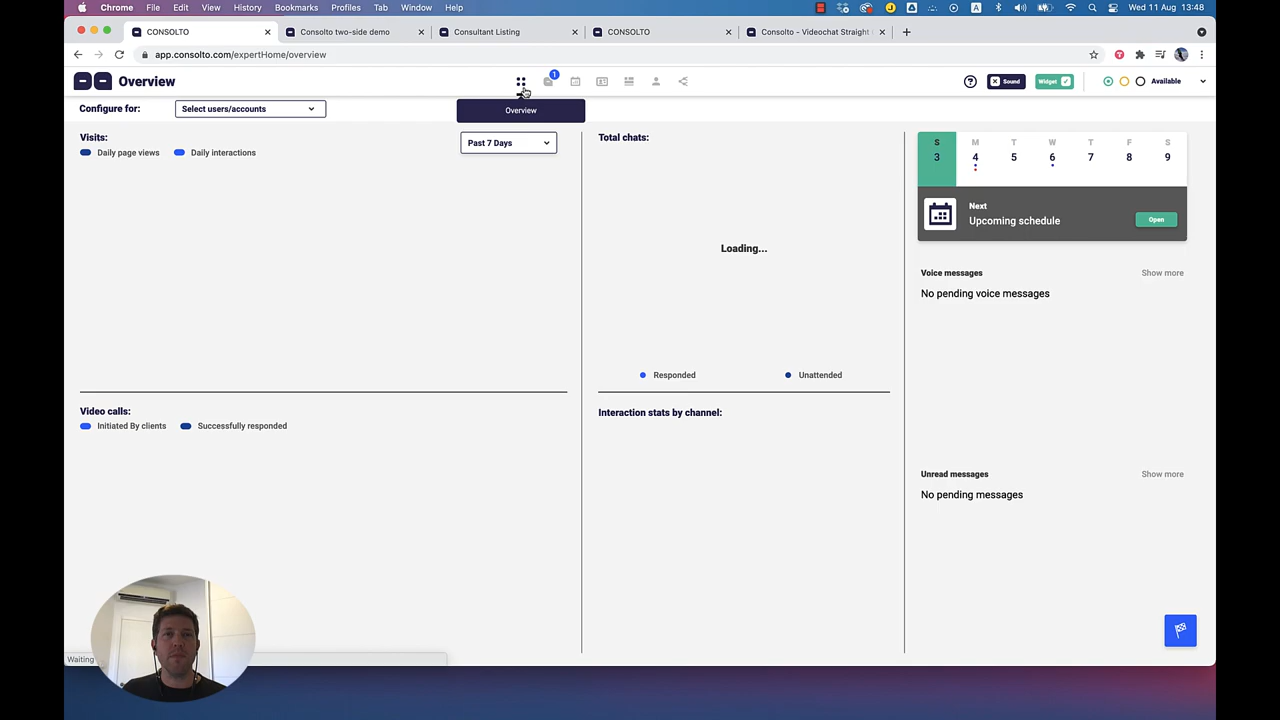 Chrome File Edit View History Bookmarks Profiles Tab Window Help
A
Wed 11 Aug 13:48
CONSOLTO
Consolto two-side demo
Consultant Listing
CONSOLTO
Consolto - Videochat Straight
app.consolto.com/expertHome/overview
Overview
1
Sound
Widget
Available
Configure for:
Select users/accounts
Overview
Visits:
Daily page views
Daily interactions
Past 7 Days
Total chats:
Loading...
Responded
Unattended
Video calls:
Initiated By clients
Successfully responded
Interaction stats by channel:
S M T W T F S
3 4 5 6 7 8 9
Next
Upcoming schedule
Open
Voice messages
Show more
No pending voice messages
Unread messages
Show more
No pending messages
Waiting